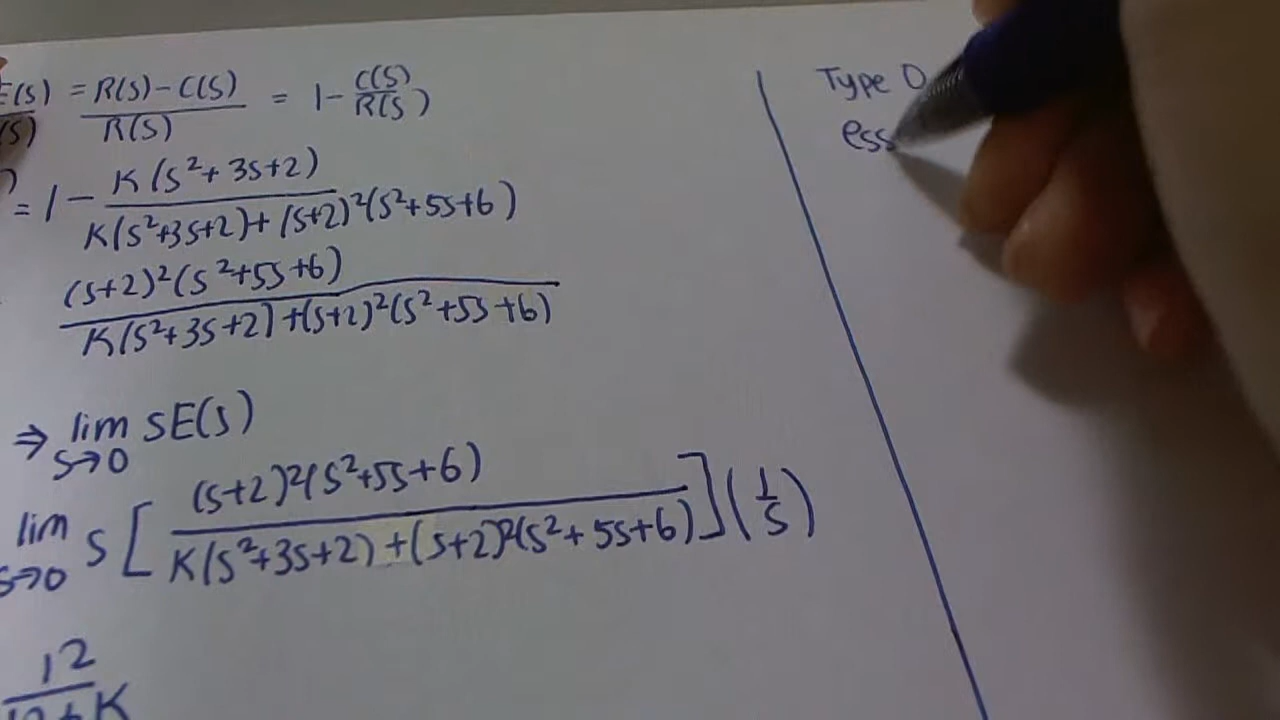 E(s)/(s) = R(s) - C(s)/R(s) = 1 - C(s)/R(s)
= 1 - K(s²+3s+2)/K(s²+3s+2)+(s+2)²(s²+5s+6)
(s+2)²(s²+5s+6)/K(s²+3s+2)+(s+2)²(s²+5s+6)
⇒ lim s→0 sE(s)
lim s→0 s[(s+2)²(s²+5s+6)/K(s²+3s+2)+(s+2)²(s²+5s+6)](1/s)
12/12+K
Type 0
ess